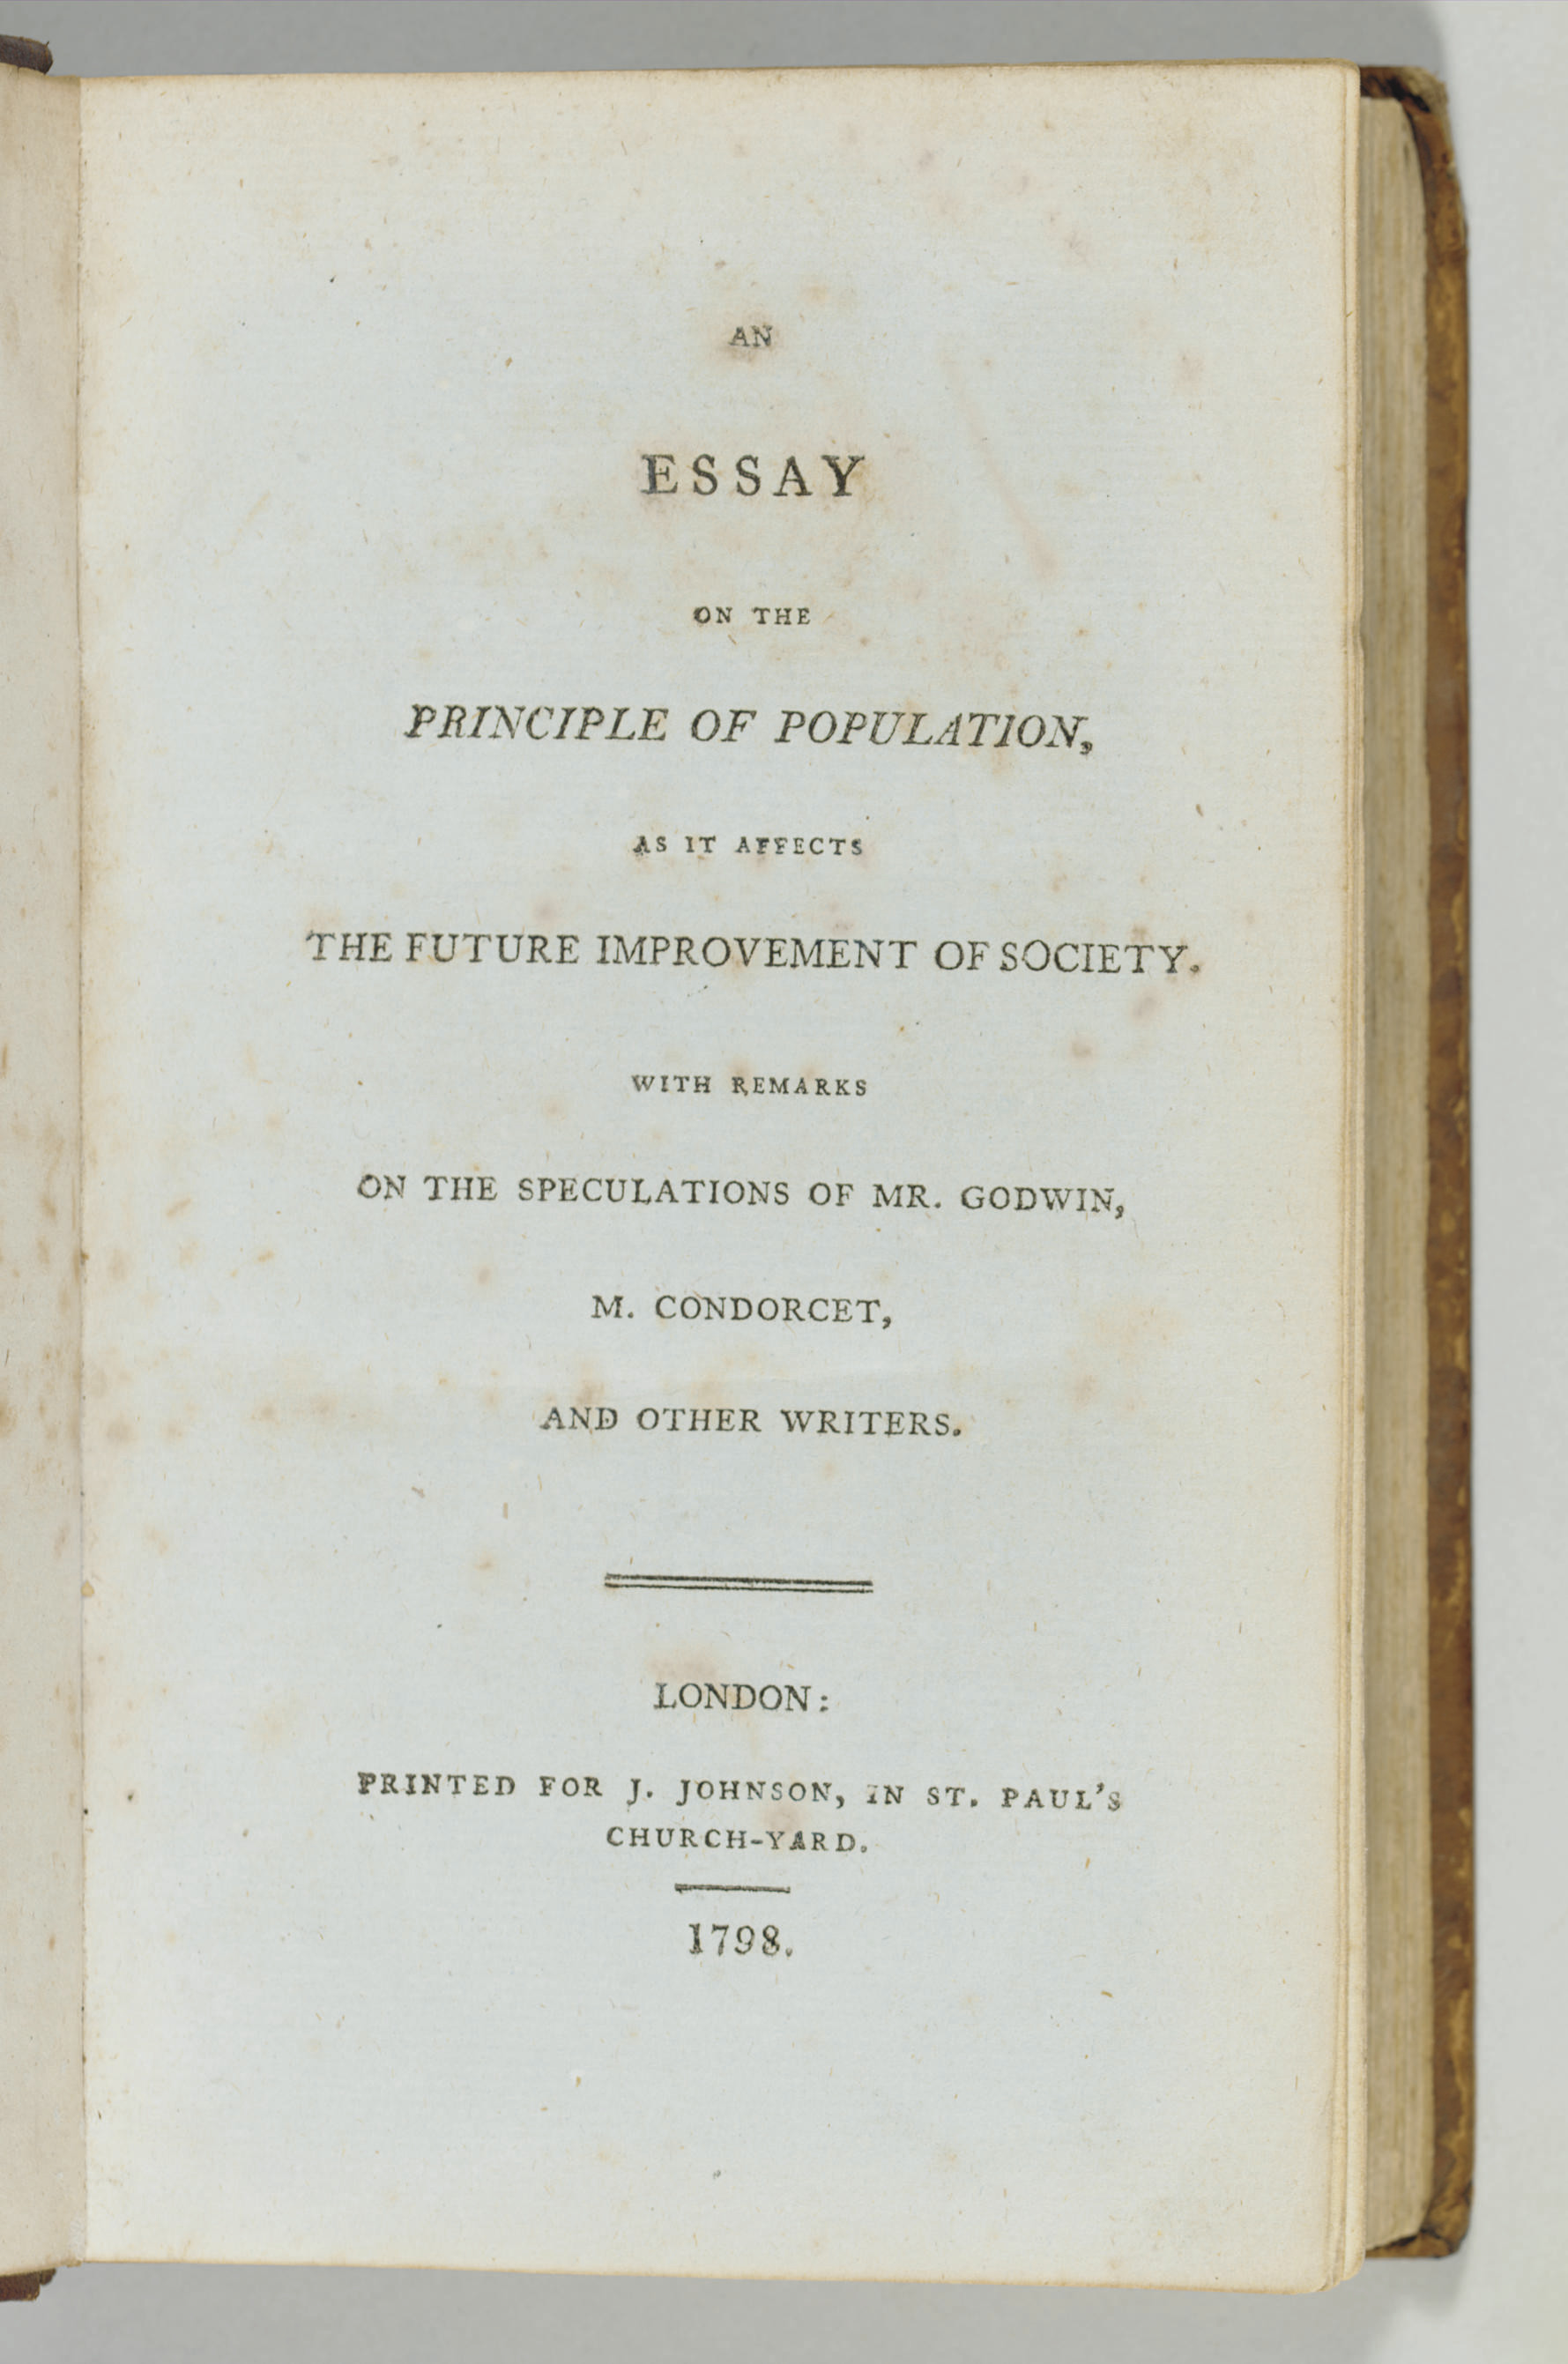 AN
ESSAY
ON THE
PRINCIPLE OF POPULATION,
AS IT AFFECTS
THE FUTURE IMPROVEMENT OF SOCIETY.
WITH REMARKS
ON THE SPECULATIONS OF MR. GODWIN,
M. CONDORCET,
AND OTHER WRITERS.
LONDON:
PRINTED FOR J. JOHNSON, IN ST. PAUL'S
CHURCH-YARD.
1798.